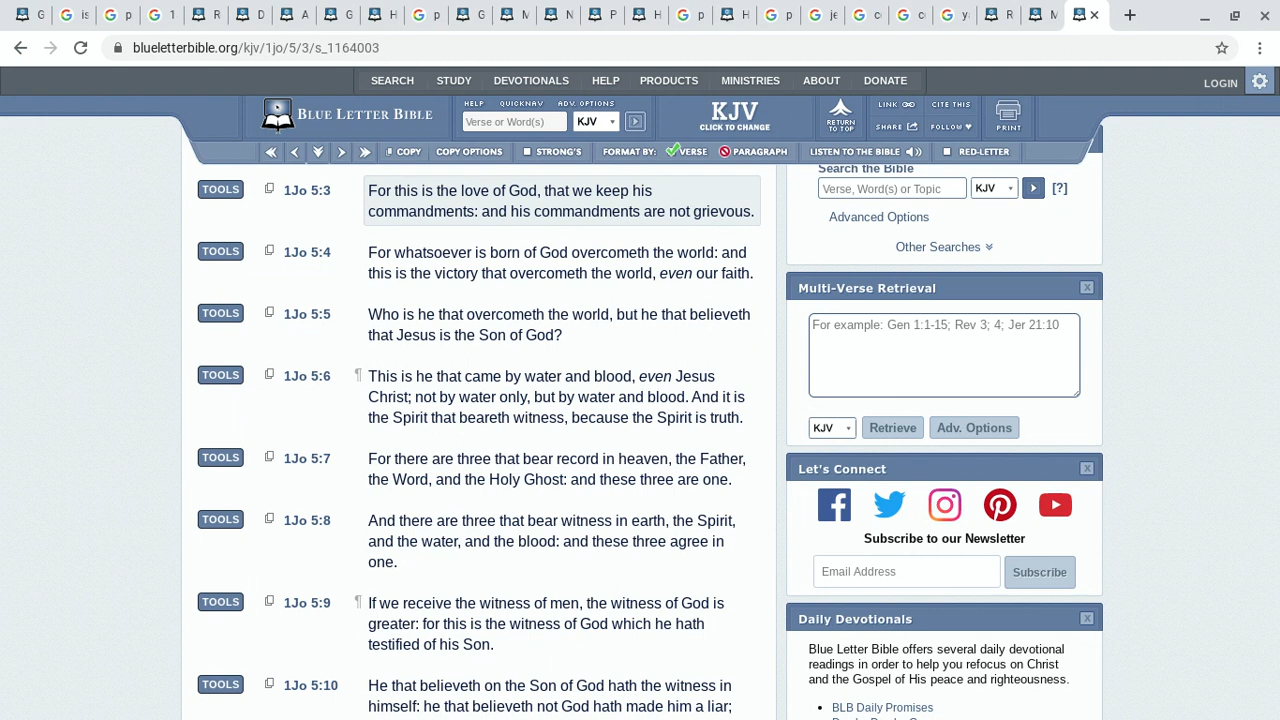 blueletterbible.org/kjv/1jo/5/3/s_1164003
SEARCH STUDY DEVOTIONALS HELP PRODUCTS MINISTRIES ABOUT DONATE
LOGIN
BLUE LETTER BIBLE
HELP QUICKNAV ADV. OPTIONS
Verse or Word(s) KJV
KJV
CLICK TO CHANGE
RETURN
TO TOP
LINK CITE THIS
SHARE FOLLOW
PRINT
COPY COPY OPTIONS STRONG'S FORMAT BY: VERSE PARAGRAPH LISTEN TO THE BIBLE RED-LETTER
TOOLS 1Jo 5:3 For this is the love of God, that we keep his
commandments: and his commandments are not grievous.
TOOLS 1Jo 5:4 For whatsoever is born of God overcometh the world: and
this is the victory that overcometh the world, even our faith.
TOOLS 1Jo 5:5 Who is he that overcometh the world, but he that believeth
that Jesus is the Son of God?
TOOLS 1Jo 5:6 ¶ This is he that came by water and blood, even Jesus
Christ; not by water only, but by water and blood. And it is
the Spirit that beareth witness, because the Spirit is truth.
TOOLS 1Jo 5:7 For there are three that bear record in heaven, the Father,
the Word, and the Holy Ghost: and these three are one.
TOOLS 1Jo 5:8 And there are three that bear witness in earth, the Spirit,
and the water, and the blood: and these three agree in
one.
TOOLS 1Jo 5:9 ¶ If we receive the witness of men, the witness of God is
greater: for this is the witness of God which he hath
testified of his Son.
TOOLS 1Jo 5:10 He that believeth on the Son of God hath the witness in
himself: he that believeth not God hath made him a liar;
Search the Bible
Verse, Word(s) or Topic KJV [?]
Advanced Options
Other Searches
Multi-Verse Retrieval X
For example: Gen 1:1-15; Rev 3; 4; Jer 21:10
KJV Retrieve Adv. Options
Let's Connect X
Subscribe to our Newsletter
Email Address Subscribe
Daily Devotionals X
Blue Letter Bible offers several daily devotional
readings in order to help you refocus on Christ
and the Gospel of His peace and righteousness.
• BLB Daily Promises